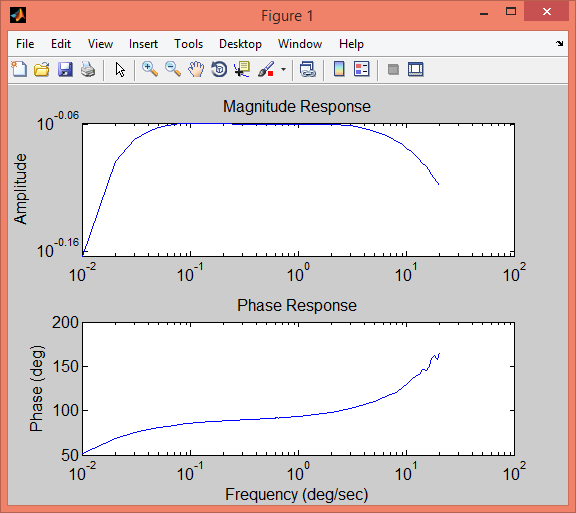 Figure 1
File Edit View Insert Tools Desktop Window Help
Magnitude Response
10^-0.06
Amplitude
10^-0.16
10^-2 10^-1 10^0 10^1 10^2
Phase Response
200
150
Phase (deg)
100
50
10^-2 10^-1 10^0 10^1 10^2
Frequency (deg/sec)